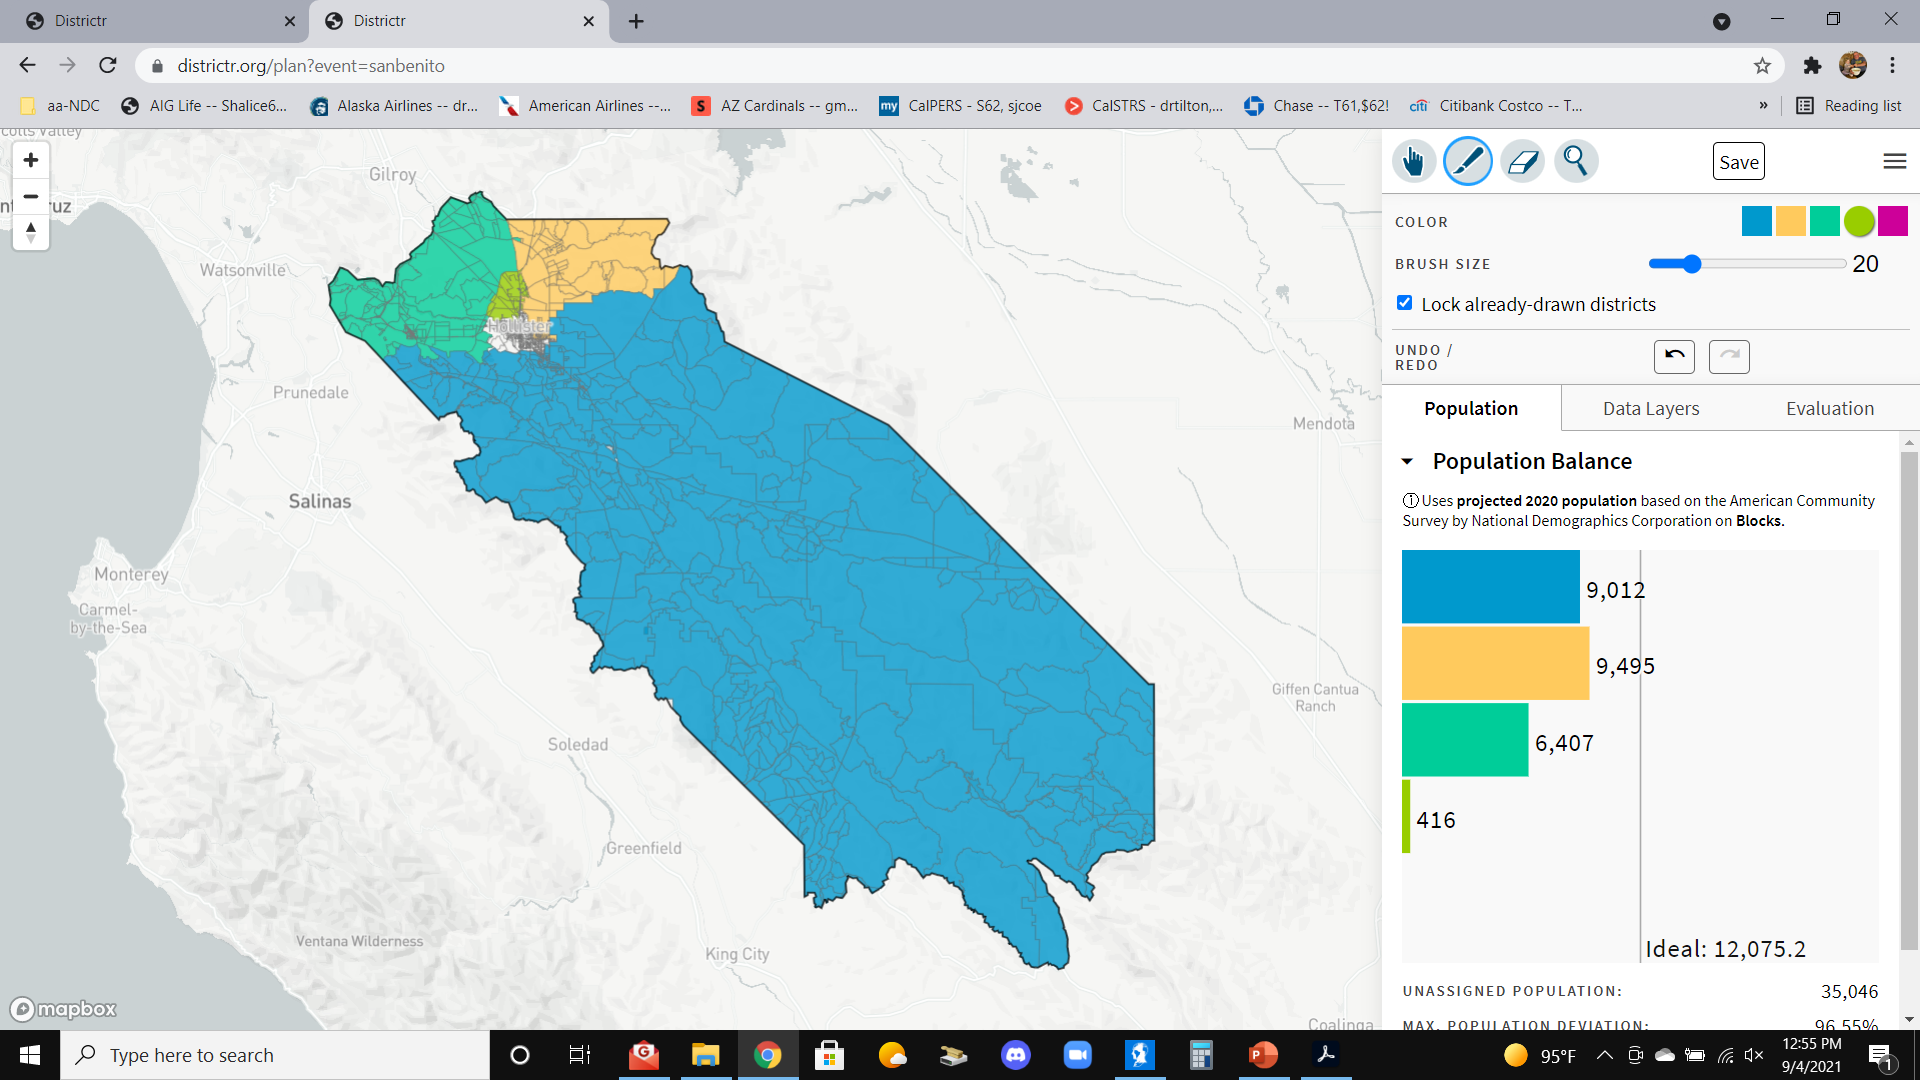 Districtr
Districtr
districtr.org/plan?event=sanbenito
aa-NDC
AIG Life -- Shalice6...
Alaska Airlines -- dr...
American Airlines --...
AZ Cardinals -- gm...
CalPERS - S62, sjcoe
CalSTRS - drtilton,...
Chase -- T61,$62!
Citibank Costco -- T...
»
Reading list
cotts Valley
Gilroy
Watsonville
Hollister
Prunedale
Salinas
Mendota
Monterey
Carmel-
by-the-Sea
Giffen Cantua
Ranch
Soledad
Greenfield
Ventana Wilderness
King City
Coalinga
mapbox
Save
COLOR
BRUSH SIZE
20
Lock already-drawn districts
UNDO /
REDO
Population
Data Layers
Evaluation
Population Balance
Uses projected 2020 population based on the American Community
Survey by National Demographics Corporation on Blocks.
9,012
9,495
6,407
416
Ideal: 12,075.2
UNASSIGNED POPULATION: 35,046
MAX. POPULATION DEVIATION: 96.55%
Type here to search
95°F
12:55 PM
9/4/2021
1